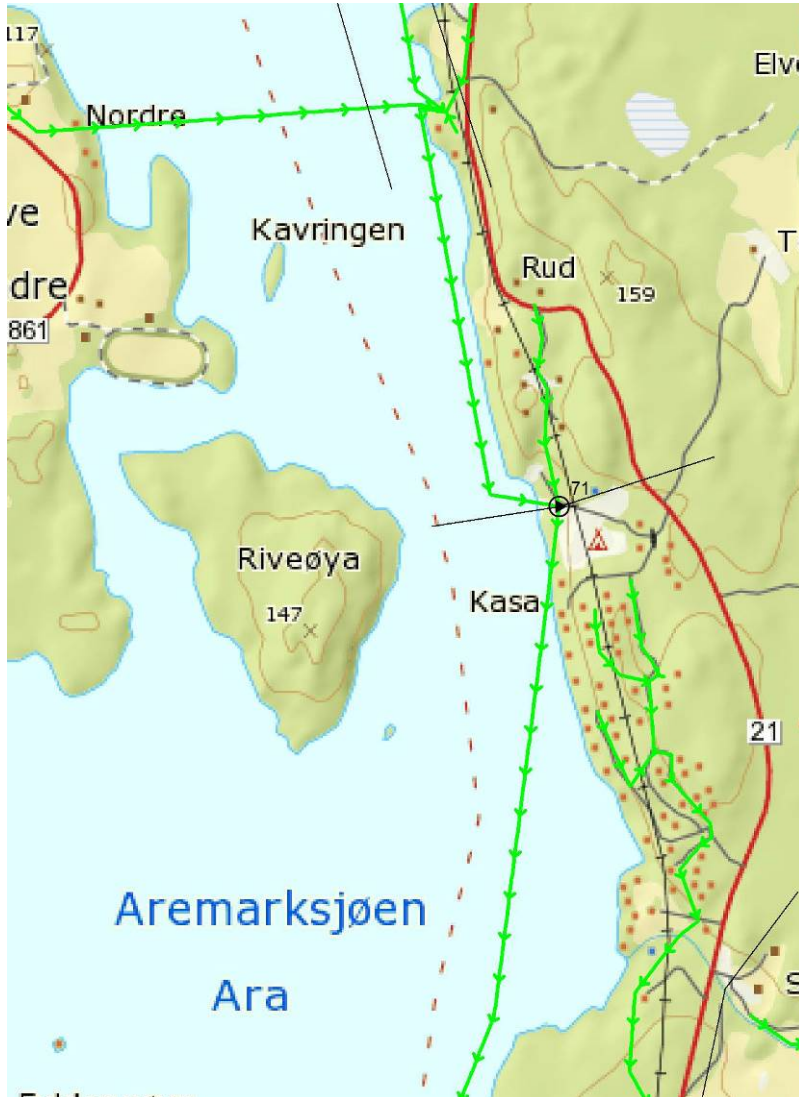 117
Elve
Nordre
ve
Kavringen
T
Rud
dre
159
861
71
Riveøya
Kasa
147
21
Aremarksjøen
Ara
S